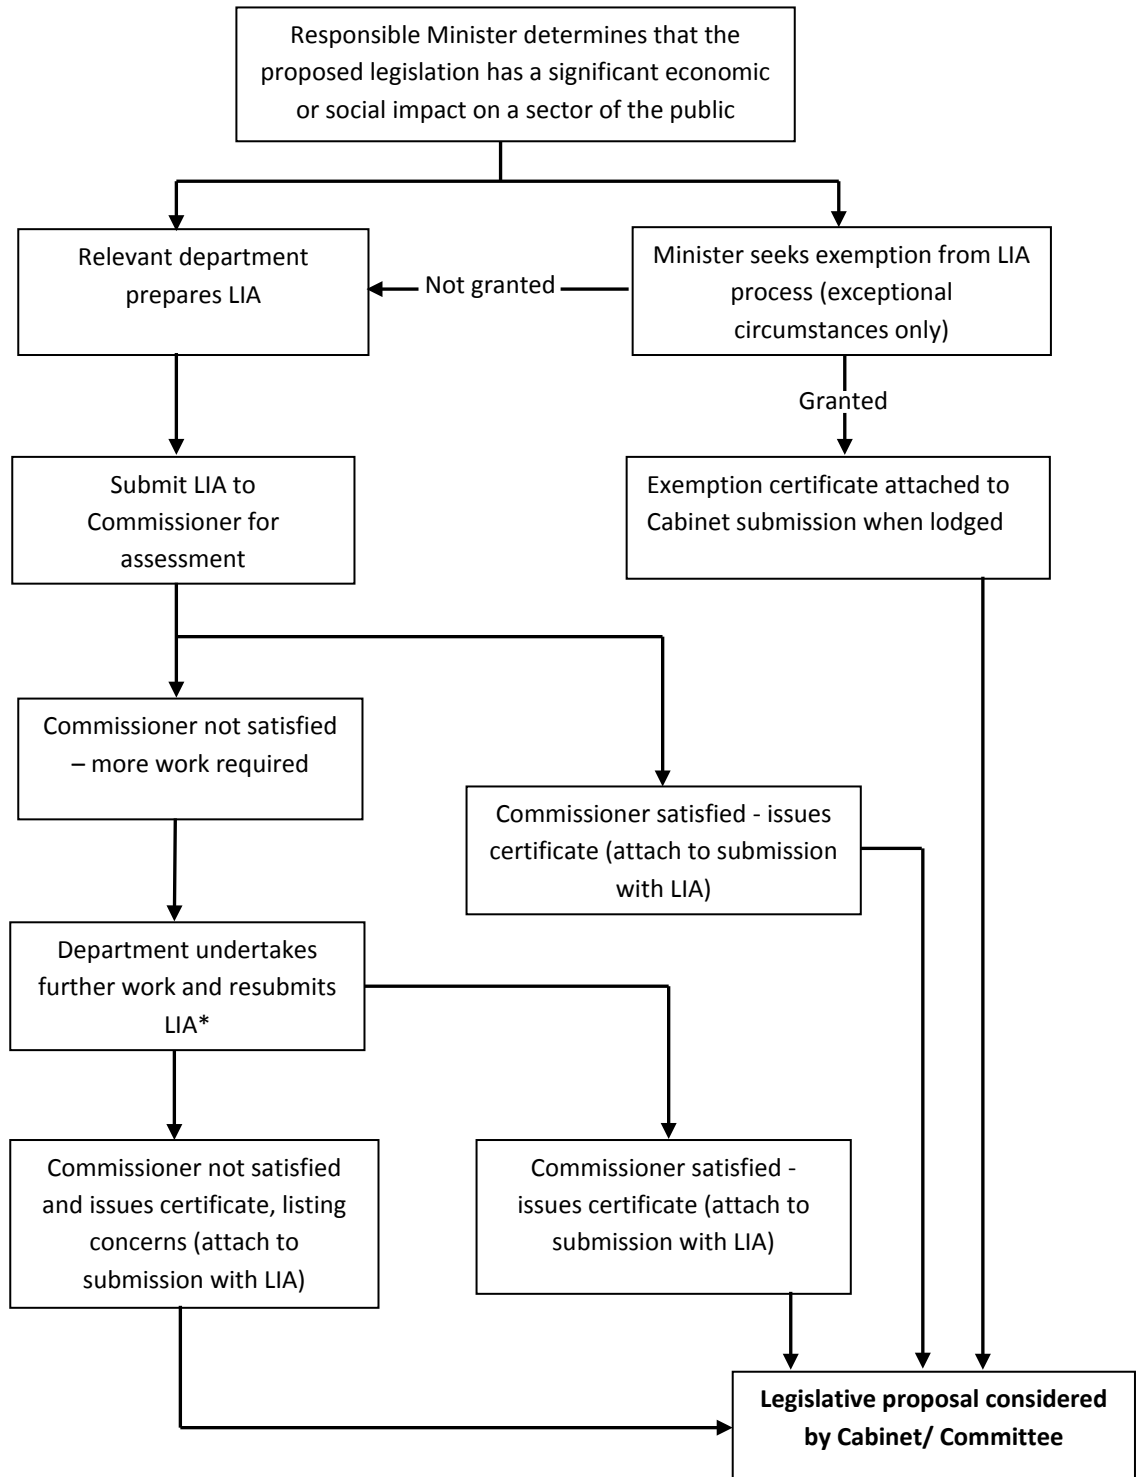 Responsible Minister determines that the
proposed legislation has a significant economic
or social impact on a sector of the public
Relevant department
prepares LIA
Not granted
Minister seeks exemption from LIA
process (exceptional
circumstances only)
Granted
Submit LIA to
Commissioner for
assessment
Exemption certificate attached to
Cabinet submission when lodged
Commissioner not satisfied
– more work required
Commissioner satisfied - issues
certificate (attach to submission
with LIA)
Department undertakes
further work and resubmits
LIA*
Commissioner not satisfied
and issues certificate, listing
concerns (attach to
submission with LIA)
Commissioner satisfied -
issues certificate (attach to
submission with LIA)
Legislative proposal considered
by Cabinet/ Committee